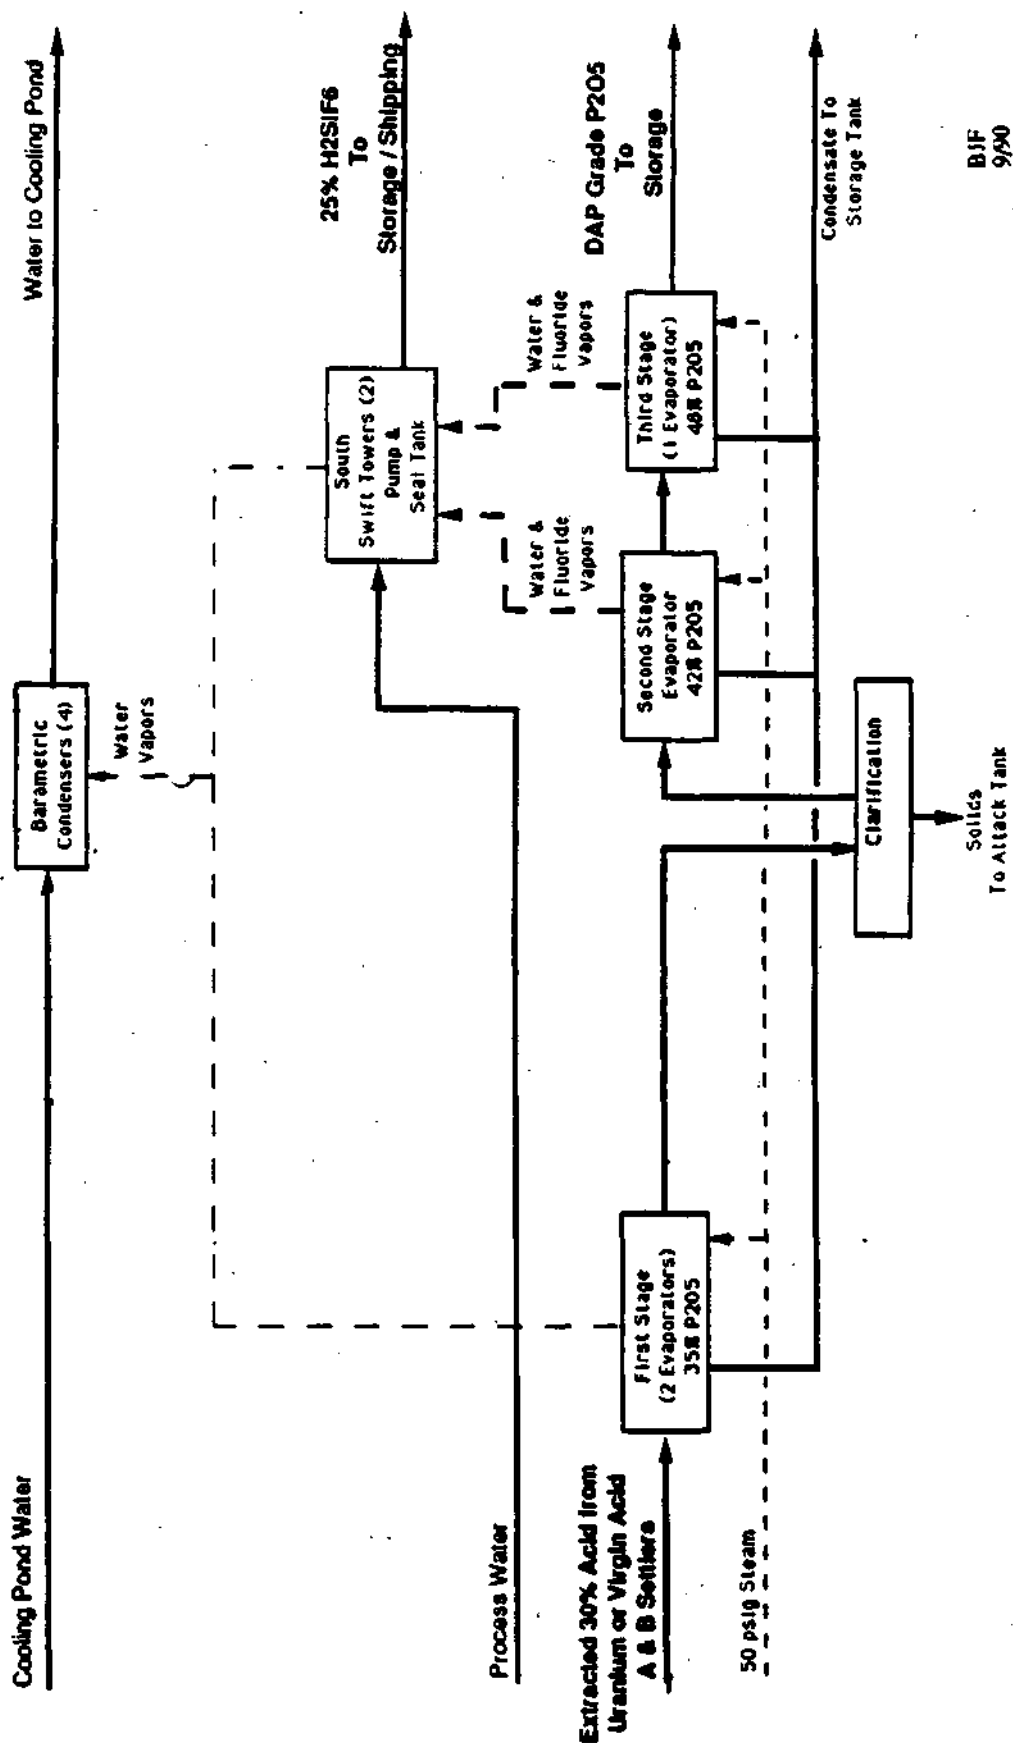 Cooling Pond Water
Barametric
Condensers (4)
Water to Cooling Pond
Water
Vapors
South
Swift Towers (2)
Pump &
Seal Tank
25% H2SIF6
To
Storage / Shipping
Process Water
Water &
Fluoride
Vapors
Water &
Fluoride
Vapors
Extracted 30% Acid from
Uranium or Virgin Acid
A & B Settlers
First Stage
(2 Evaporators)
35% P2O5
Second Stage
Evaporator
42% P2O5
Third Stage
(1 Evaporator)
48% P2O5
DAP Grade P2O5
To
Storage
50 psig Steam
Condensate To
Storage Tank
Clarification
Solids
To Attack Tank
BJF
9/90